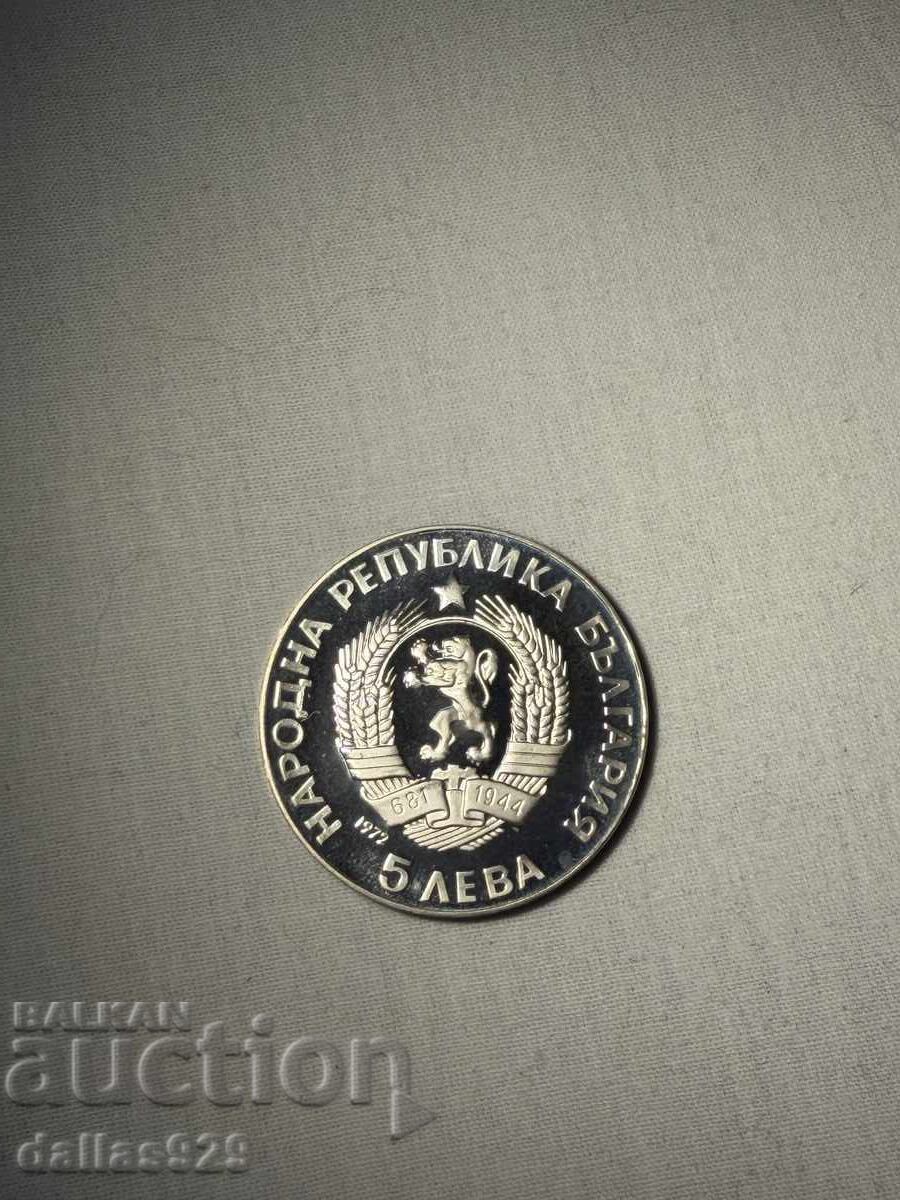 НАРОДНА РЕПУБЛИКА БЪЛГАРИЯ
681 1944
1972
5 ЛЕВА
BALKAN
auction
dallas929